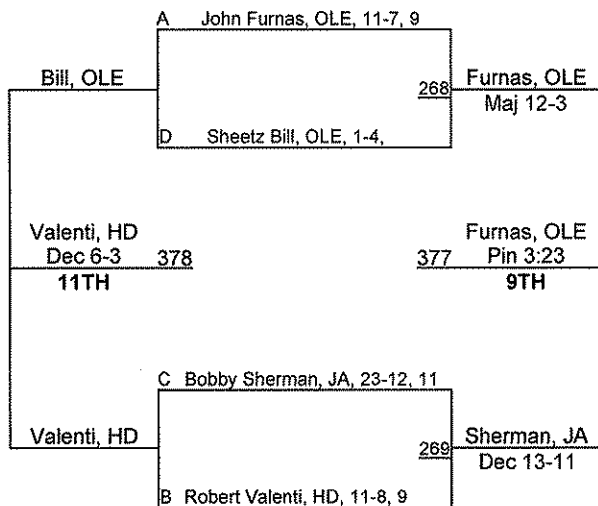 A John Furnas, OLE, 11-7, 9
Bill, OLE
268
Furnas, OLE
Maj 12-3
D Sheetz Bill, OLE, 1-4,
Valenti, HD
Dec 6-3
378
11TH
Furnas, OLE
377
Pin 3:23
9TH
C Bobby Sherman, JA, 23-12, 11
Valenti, HD
269
Sherman, JA
Dec 13-11
B Robert Valenti, HD, 11-8, 9